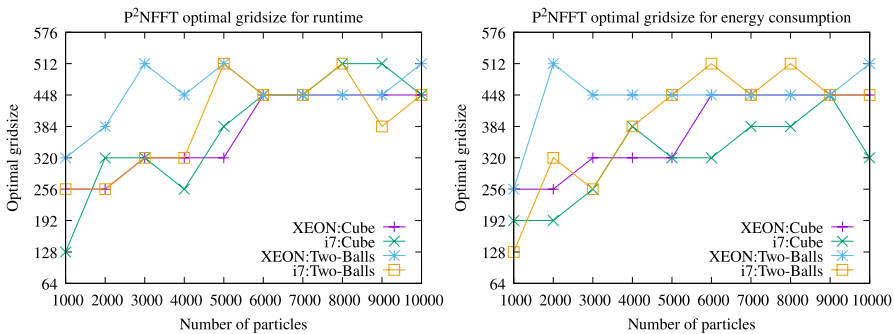 P²NFFT optimal gridsize for runtime
576
512
448
384
320
256
192
128
64
Optimal gridsize
XEON:Cube
i7:Cube
XEON:Two-Balls
i7:Two-Balls
1000 2000 3000 4000 5000 6000 7000 8000 9000 10000
Number of particles
P²NFFT optimal gridsize for energy consumption
576
512
448
384
320
256
192
128
64
Optimal gridsize
XEON:Cube
i7:Cube
XEON:Two-Balls
i7:Two-Balls
1000 2000 3000 4000 5000 6000 7000 8000 9000 10000
Number of particles